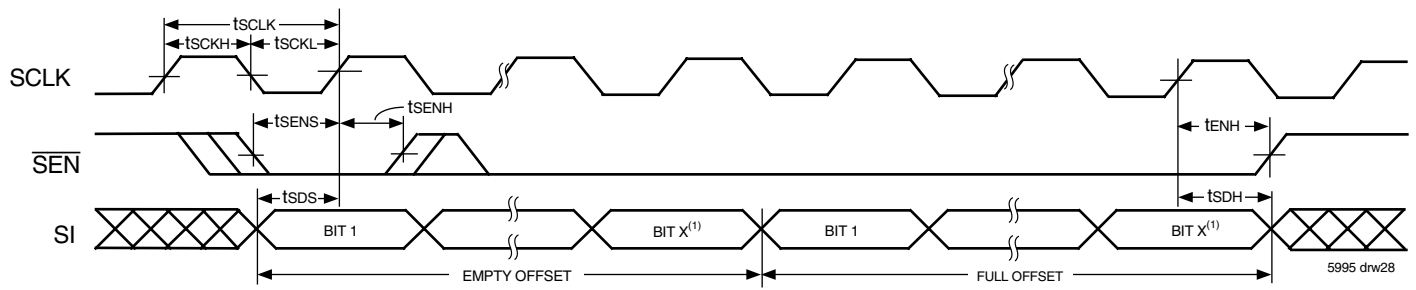 tSCLK
tSCKH tSCKL
SCLK
tSENH
tSENS tENH
SEN
tSDS tSDH
SI BIT 1 BIT X(1) BIT 1 BIT X(1)
EMPTY OFFSET FULL OFFSET
5995 drw28